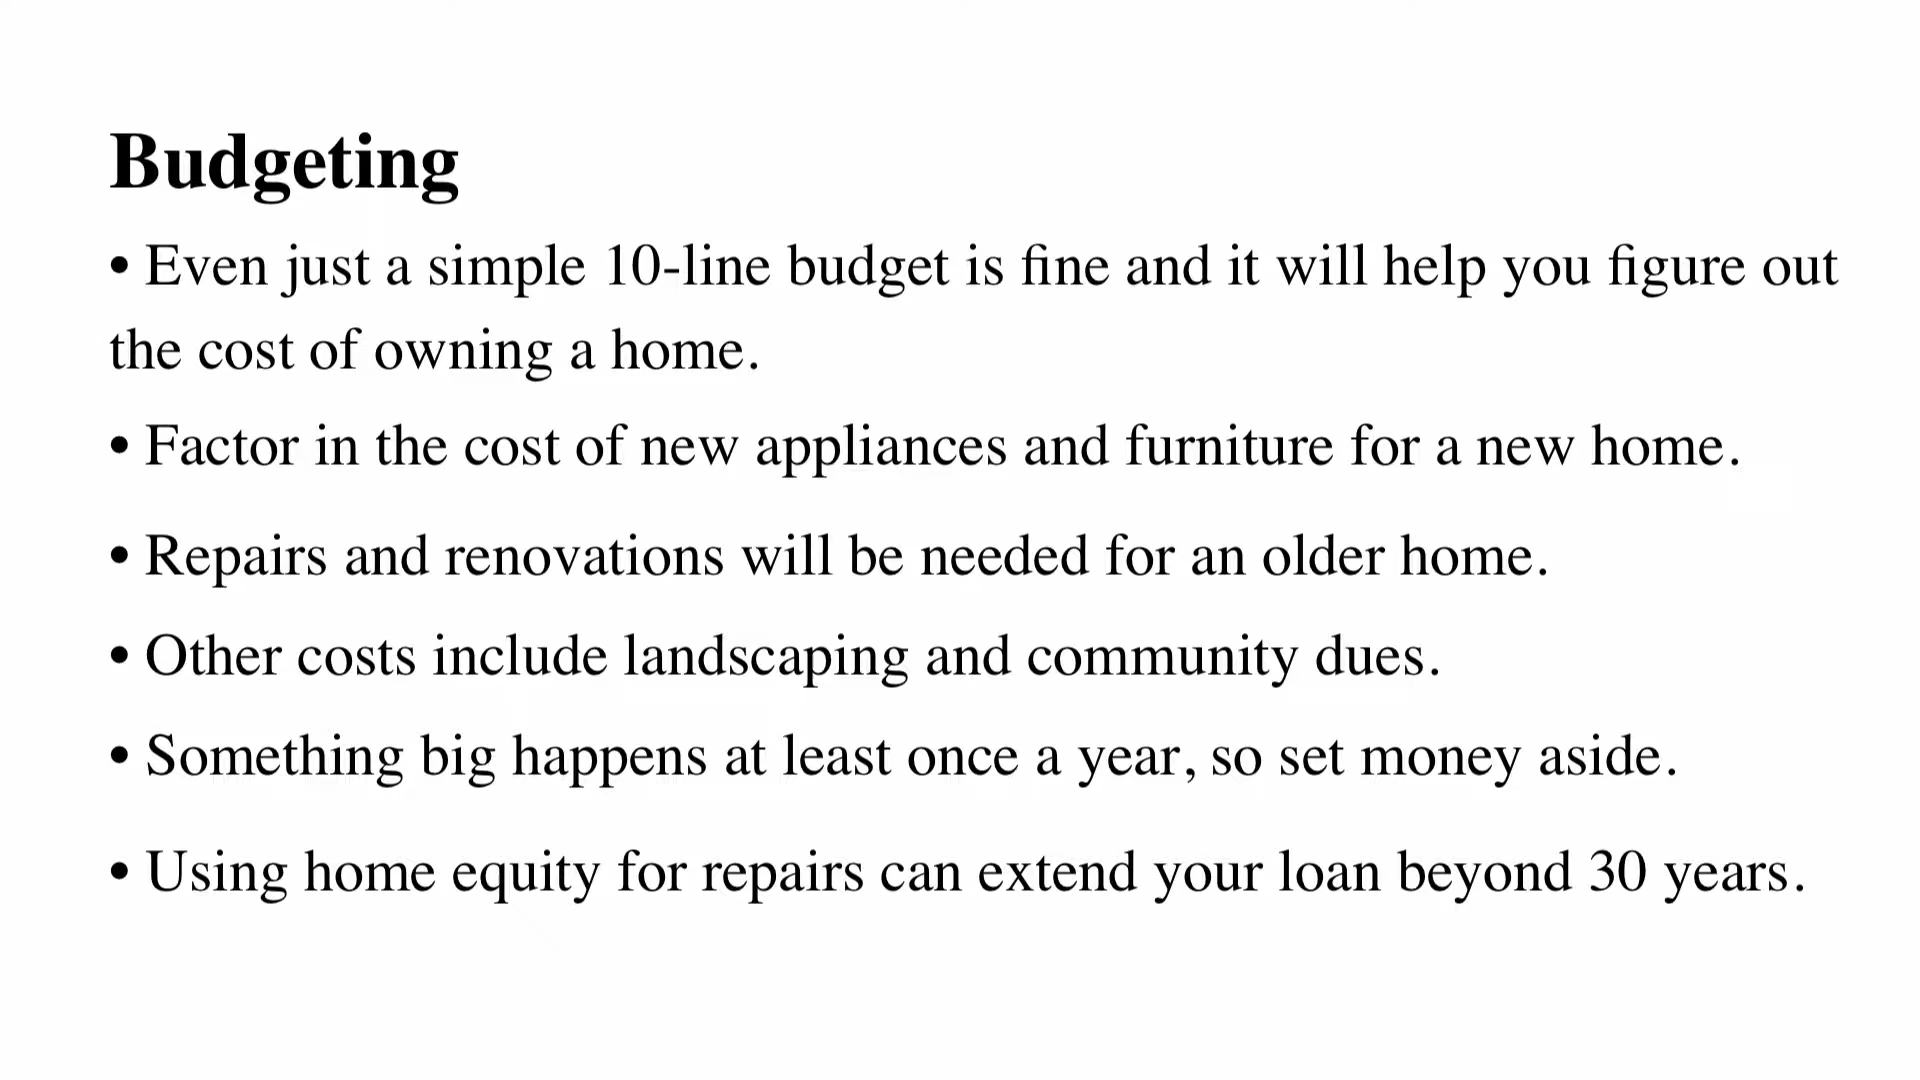 Budgeting
• Even just a simple 10-line budget is fine and it will help you figure out
the cost of owning a home.
• Factor in the cost of new appliances and furniture for a new home.
• Repairs and renovations will be needed for an older home.
• Other costs include landscaping and community dues.
• Something big happens at least once a year, so set money aside.
• Using home equity for repairs can extend your loan beyond 30 years.